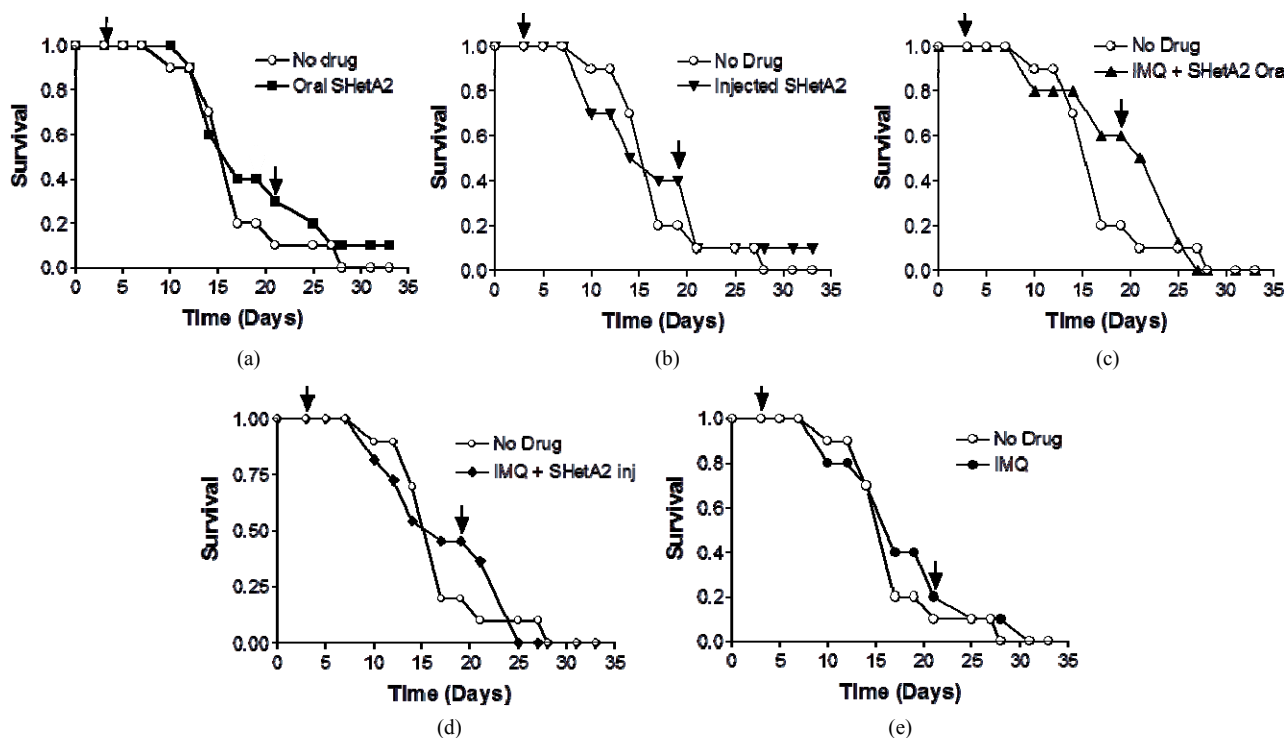 No drug
Oral SHetA2
1.0
0.8
0.6
0.4
0.2
0.0
Survival
0 5 10 15 20 25 30 35
Time (Days)
(a)
No Drug
Injected SHetA2
1.0
0.8
0.6
0.4
0.2
0.0
Survival
0 5 10 15 20 25 30 35
Time (Days)
(b)
No Drug
IMQ + SHetA2 Ora
1.0
0.8
0.6
0.4
0.2
0.0
Survival
0 5 10 15 20 25 30 35
Time (Days)
(c)
No Drug
IMQ + SHetA2 inj
1.00
0.75
0.50
0.25
0.00
Survival
0 5 10 15 20 25 30 35
Time (Days)
(d)
No Drug
IMQ
1.0
0.8
0.6
0.4
0.2
0.0
Survival
0 5 10 15 20 25 30 35
Time (Days)
(e)